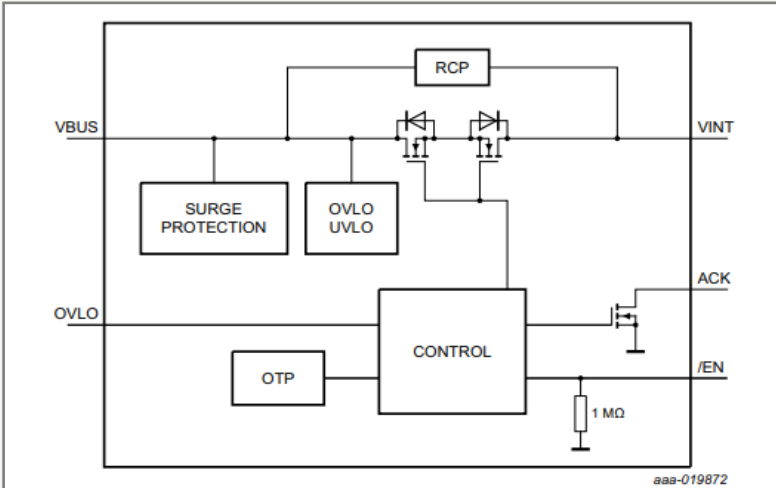 RCP
VBUS
VINT
SURGE
PROTECTION
OVLO
UVLO
ACK
OVLO
CONTROL
OTP
/EN
1 MΩ
aaa-019872